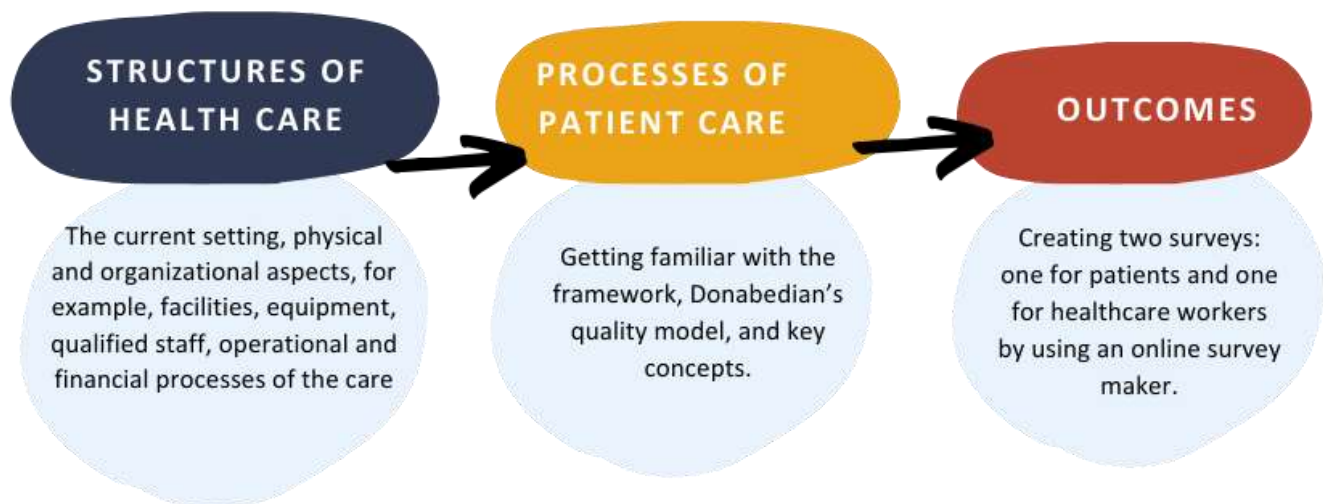 STRUCTURES OF
HEALTH CARE
The current setting, physical
and organizational aspects, for
example, facilities, equipment,
qualified staff, operational and
financial processes of the care
PROCESSES OF
PATIENT CARE
Getting familiar with the
framework, Donabedian’s
quality model, and key
concepts.
OUTCOMES
Creating two surveys:
one for patients and one
for healthcare workers
by using an online survey
maker.